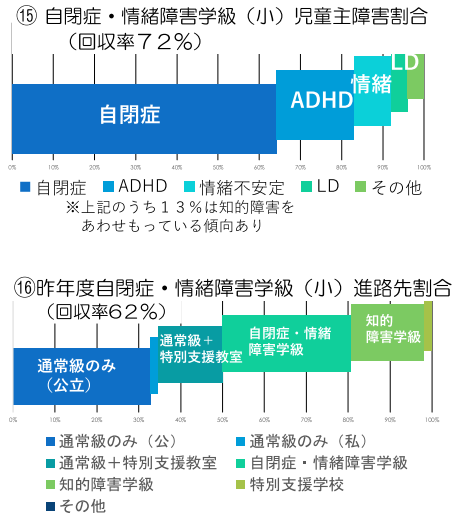 ⑮ 自閉症・情緒障害学級（小）児童主障害割合
（回収率７２％）
自閉症
ADHD
情緒
LD
0% 10% 20% 30% 40% 50% 60% 70% 80% 90% 100%
自閉症 ADHD 情緒不安定 LD その他
※上記のうち１３％は知的障害を
あわせもっている傾向あり
⑯昨年度自閉症・情緒障害学級（小）進路先割合
（回収率６２％）
通常級のみ
（公立）
通常級＋
特別支援教室
自閉症・情緒
障害学級
知的
障害学級
0% 10% 20% 30% 40% 50% 60% 70% 80% 90% 100%
通常級のみ（公） 通常級のみ（私）
通常級＋特別支援教室 自閉症・情緒障害学級
知的障害学級 特別支援学校
その他